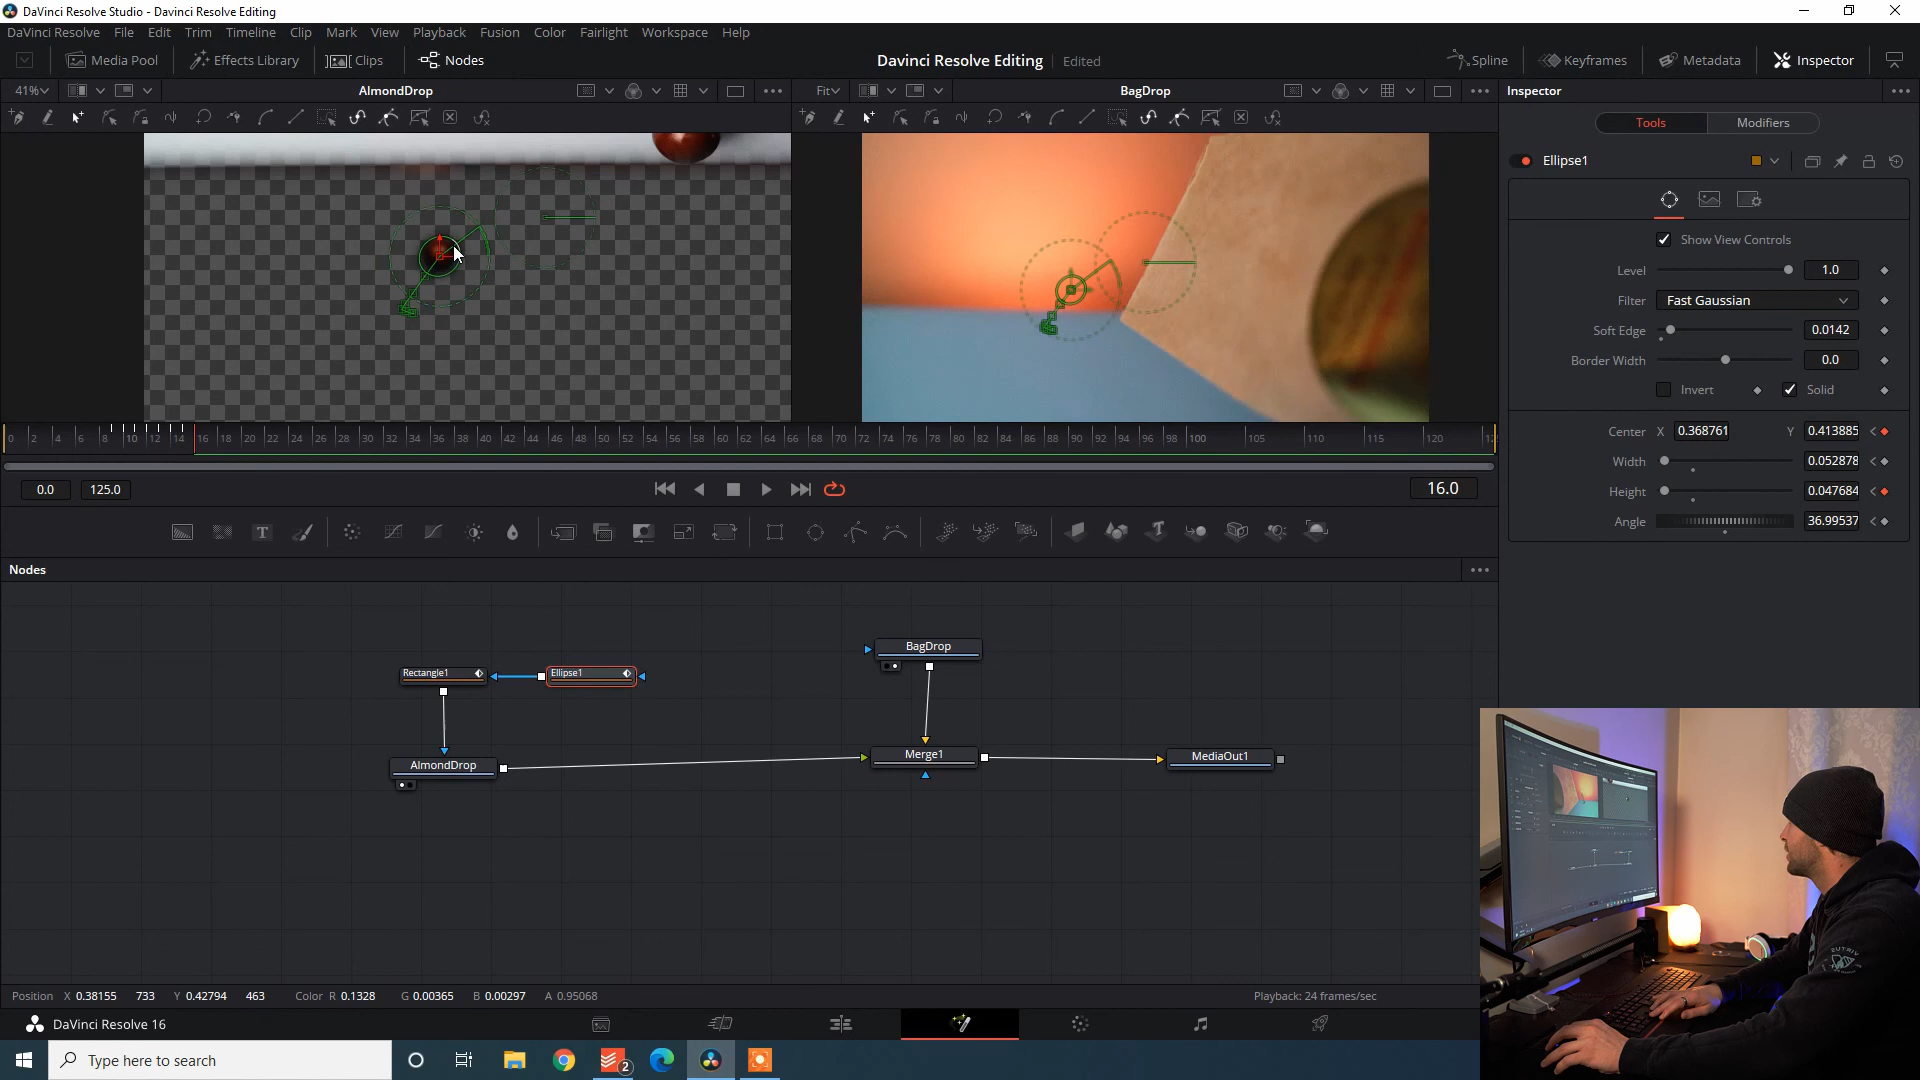 DaVinci Resolve Studio - Davinci Resolve Editing
DaVinci Resolve File Edit Trim Timeline Clip Mark View Playback Fusion Color Fairlight Workspace Help
Media Pool Effects Library Clips Nodes Davinci Resolve Editing Edited Spline Keyframes Metadata Inspector
41% AlmondDrop Fit BagDrop Inspector
Tools Modifiers
Ellipse1
Show View Controls
Level 1.0
Filter Fast Gaussian
Soft Edge 0.0142
Border Width 0.0
Invert Solid
Center X 0.368761 Y 0.413885
Width 0.052878
Height 0.047684
Angle 36.99537
0 2 4 6 8 10 12 14 16 18 20 22 24 26 28 30 32 34 36 38 40 42 44 46 48 50 52 54 56 58 60 62 64 66 68 70 72 74 76 78 80 82 84 86 88 90 92 94 96 98 100 105 110 115 120
0.0 125.0 16.0
Nodes
BagDrop
Rectangle1 Ellipse1
Merge1 MediaOut1
AlmondDrop
Position X 0.38155 733 Y 0.42794 463 Color R 0.1328 G 0.00365 B 0.00297 A 0.95068 Playback: 24 frames/sec
DaVinci Resolve 16
Type here to search 2